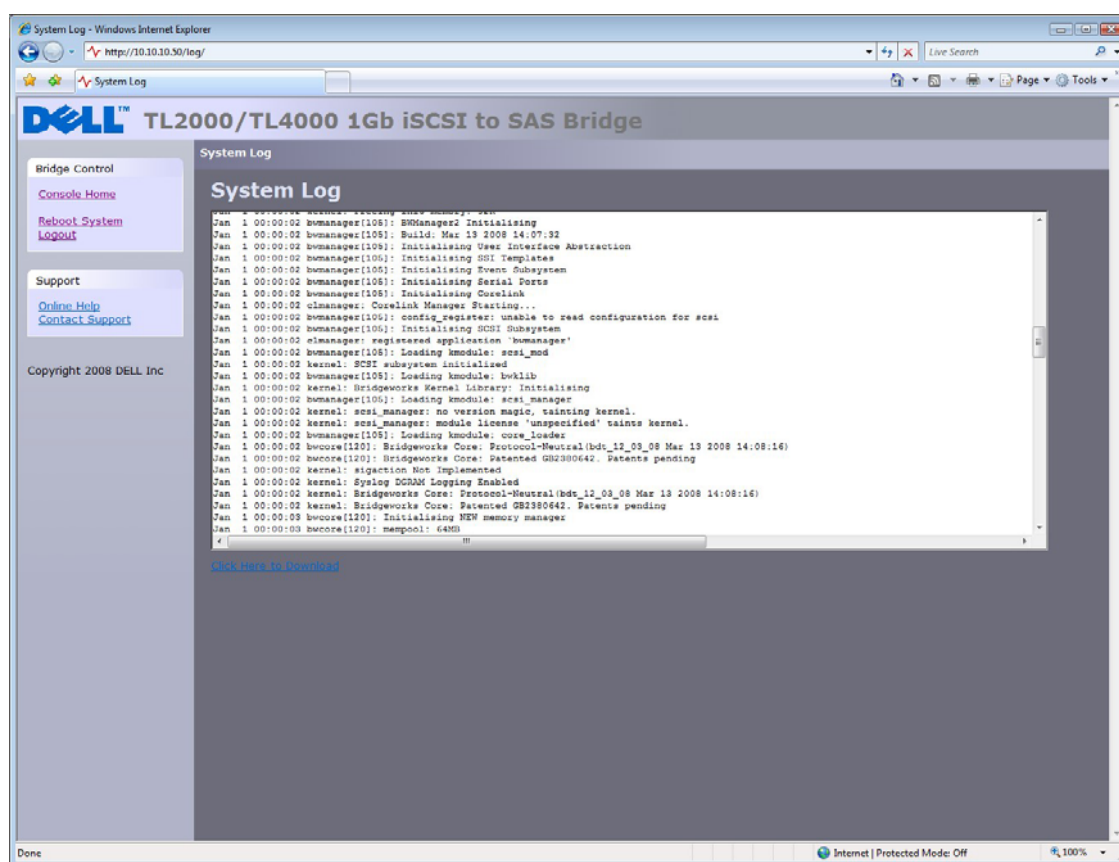 System Log - Windows Internet Explorer
http://10.10.10.50/log/
Live Search
System Log
Page
Tools
DELL™ TL2000/TL4000 1Gb iSCSI to SAS Bridge
System Log
Bridge Control
Console Home
Reboot System
Logout
Support
Online Help
Contact Support
Copyright 2008 DELL Inc
System Log
Jan 1 00:00:02 bwmanager[105]: BWManager2 Initialising
Jan 1 00:00:02 bwmanager[105]: Build: Mar 13 2008 14:07:32
Jan 1 00:00:02 bwmanager[105]: Initialising User Interface Abstraction
Jan 1 00:00:02 bwmanager[105]: Initialising SSI Templates
Jan 1 00:00:02 bwmanager[105]: Initialising Event Subsystem
Jan 1 00:00:02 bwmanager[105]: Initialising Serial Ports
Jan 1 00:00:02 bwmanager[105]: Initialising Corelink
Jan 1 00:00:02 clmanager: Corelink Manager Starting...
Jan 1 00:00:02 bwmanager[105]: config_register: unable to read configuration for scsi
Jan 1 00:00:02 bwmanager[105]: Initialising SCSI Subsystem
Jan 1 00:00:02 clmanager: registered application `bwmanager'
Jan 1 00:00:02 bwmanager[105]: Loading kmodule: scsi_mod
Jan 1 00:00:02 kernel: SCSI subsystem initialized
Jan 1 00:00:02 bwmanager[105]: Loading kmodule: bwklib
Jan 1 00:00:02 kernel: Bridgeworks Kernel Library: Initialising
Jan 1 00:00:02 bwmanager[105]: Loading kmodule: scsi_manager
Jan 1 00:00:02 kernel: scsi_manager: no version magic, tainting kernel.
Jan 1 00:00:02 kernel: scsi_manager: module license 'unspecified' taints kernel.
Jan 1 00:00:02 bwmanager[105]: Loading kmodule: core_loader
Jan 1 00:00:02 bwcore[120]: Bridgeworks Core: Protocol-Neutral(bdt_12_03_08 Mar 13 2008 14:08:16)
Jan 1 00:00:02 bwcore[120]: Bridgeworks Core: Patented GB2380642. Patents pending
Jan 1 00:00:02 kernel: sigaction Not Implemented
Jan 1 00:00:02 kernel: Syslog DGRAM Logging Enabled
Jan 1 00:00:02 kernel: Bridgeworks Core: Protocol-Neutral(bdt_12_03_08 Mar 13 2008 14:08:16)
Jan 1 00:00:02 kernel: Bridgeworks Core: Patented GB2380642. Patents pending
Jan 1 00:00:03 bwcore[120]: Initialising NEW memory manager
Jan 1 00:00:03 bwcore[120]: mempool: 64MB
Click Here to Download
Done
Internet | Protected Mode: Off
100%